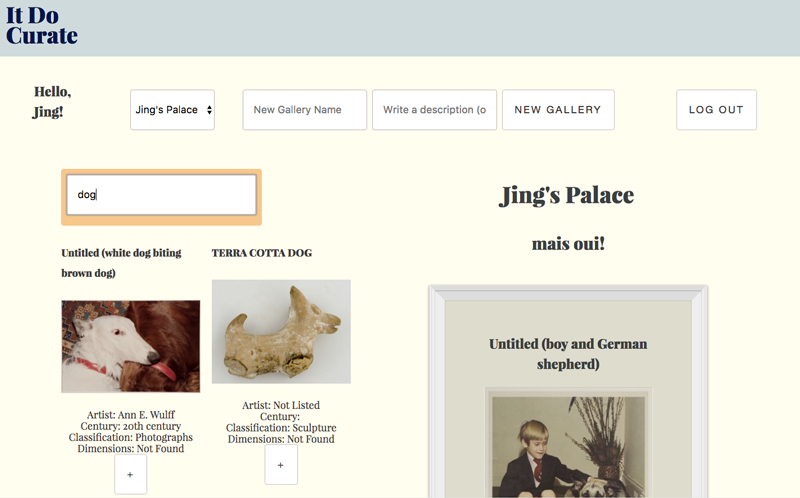 It Do
Curate
Hello,
Jing!
Jing's Palace
New Gallery Name
Write a description (o
NEW GALLERY
LOG OUT
dog
Untitled (white dog biting
brown dog)
Artist: Ann E. Wulff
Century: 20th century
Classification: Photographs
Dimensions: Not Found
+
TERRA COTTA DOG
Artist: Not Listed
Century:
Classification: Sculpture
Dimensions: Not Found
+
Jing's Palace
mais oui!
Untitled (boy and German
shepherd)